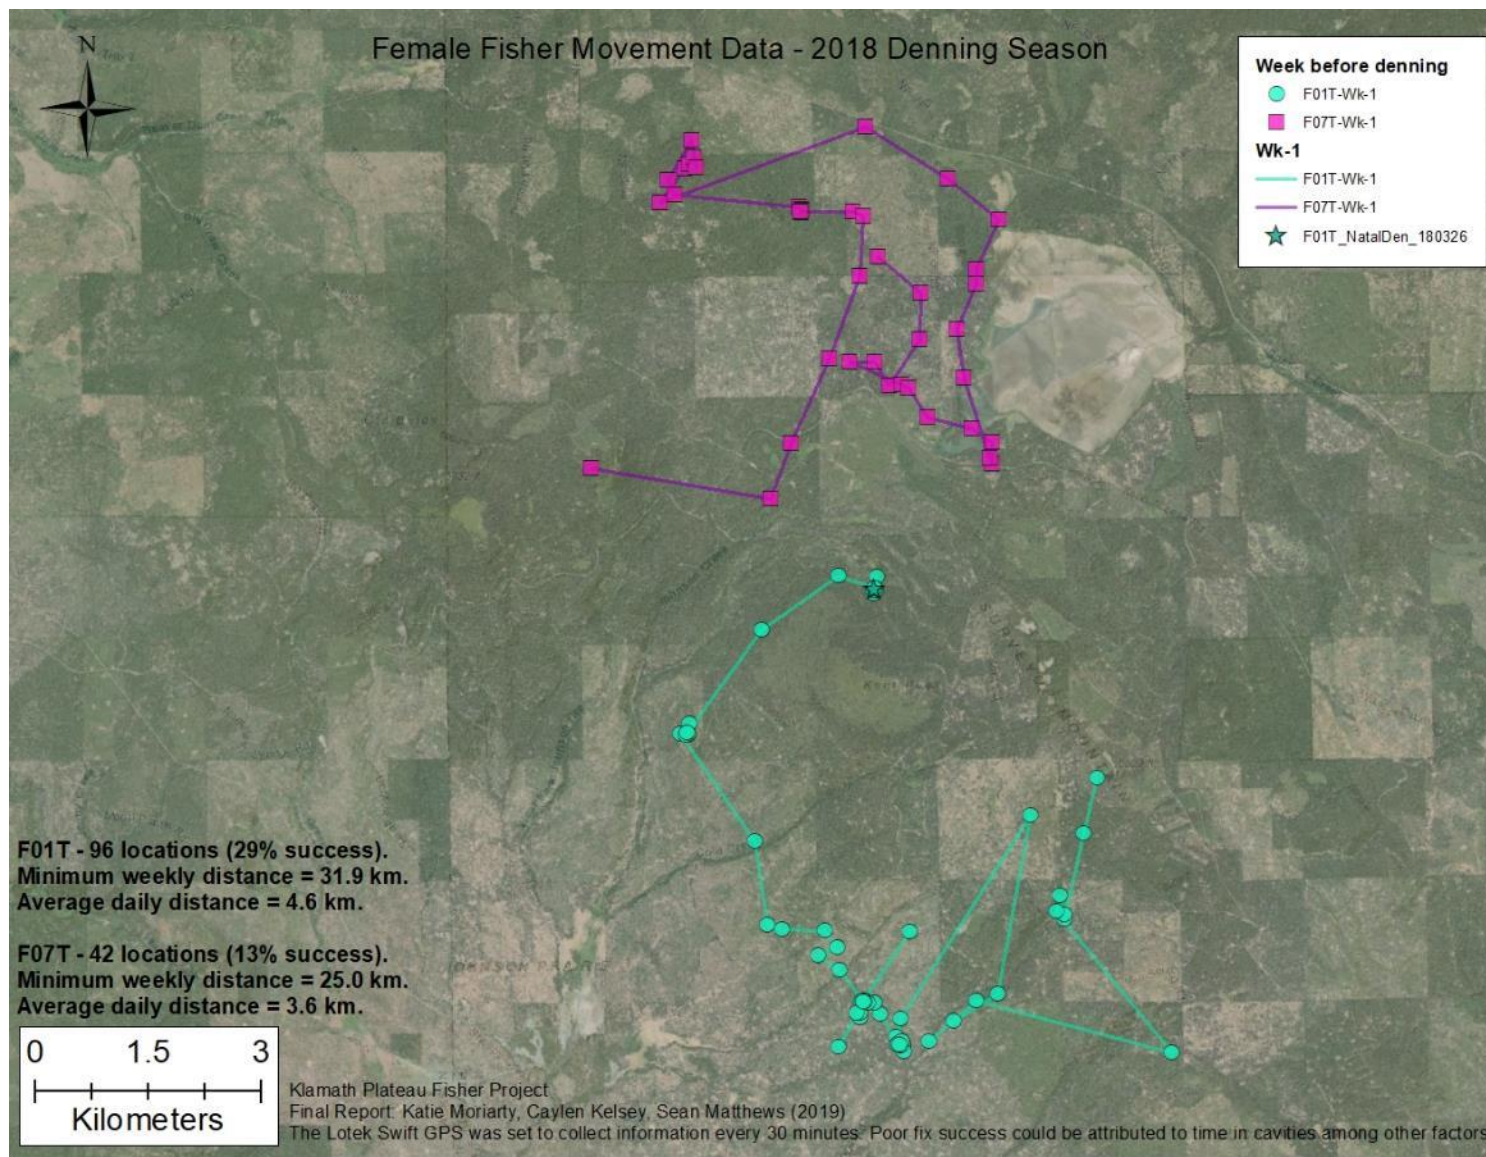 N
Female Fisher Movement Data - 2018 Denning Season
Week before denning
F01T-Wk-1
F07T-Wk-1
Wk-1
F01T-Wk-1
F07T-Wk-1
F01T_NatalDen_180326
SURVEYOR MOUNTAIN
JOHNSON PRAIRIE
F01T - 96 locations (29% success).
Minimum weekly distance = 31.9 km.
Average daily distance = 4.6 km.
F07T - 42 locations (13% success).
Minimum weekly distance = 25.0 km.
Average daily distance = 3.6 km.
0 1.5 3
Kilometers
Klamath Plateau Fisher Project
Final Report: Katie Moriarty, Caylen Kelsey, Sean Matthews (2019)
The Lotek Swift GPS was set to collect information every 30 minutes. Poor fix success could be attributed to time in cavities among other factors